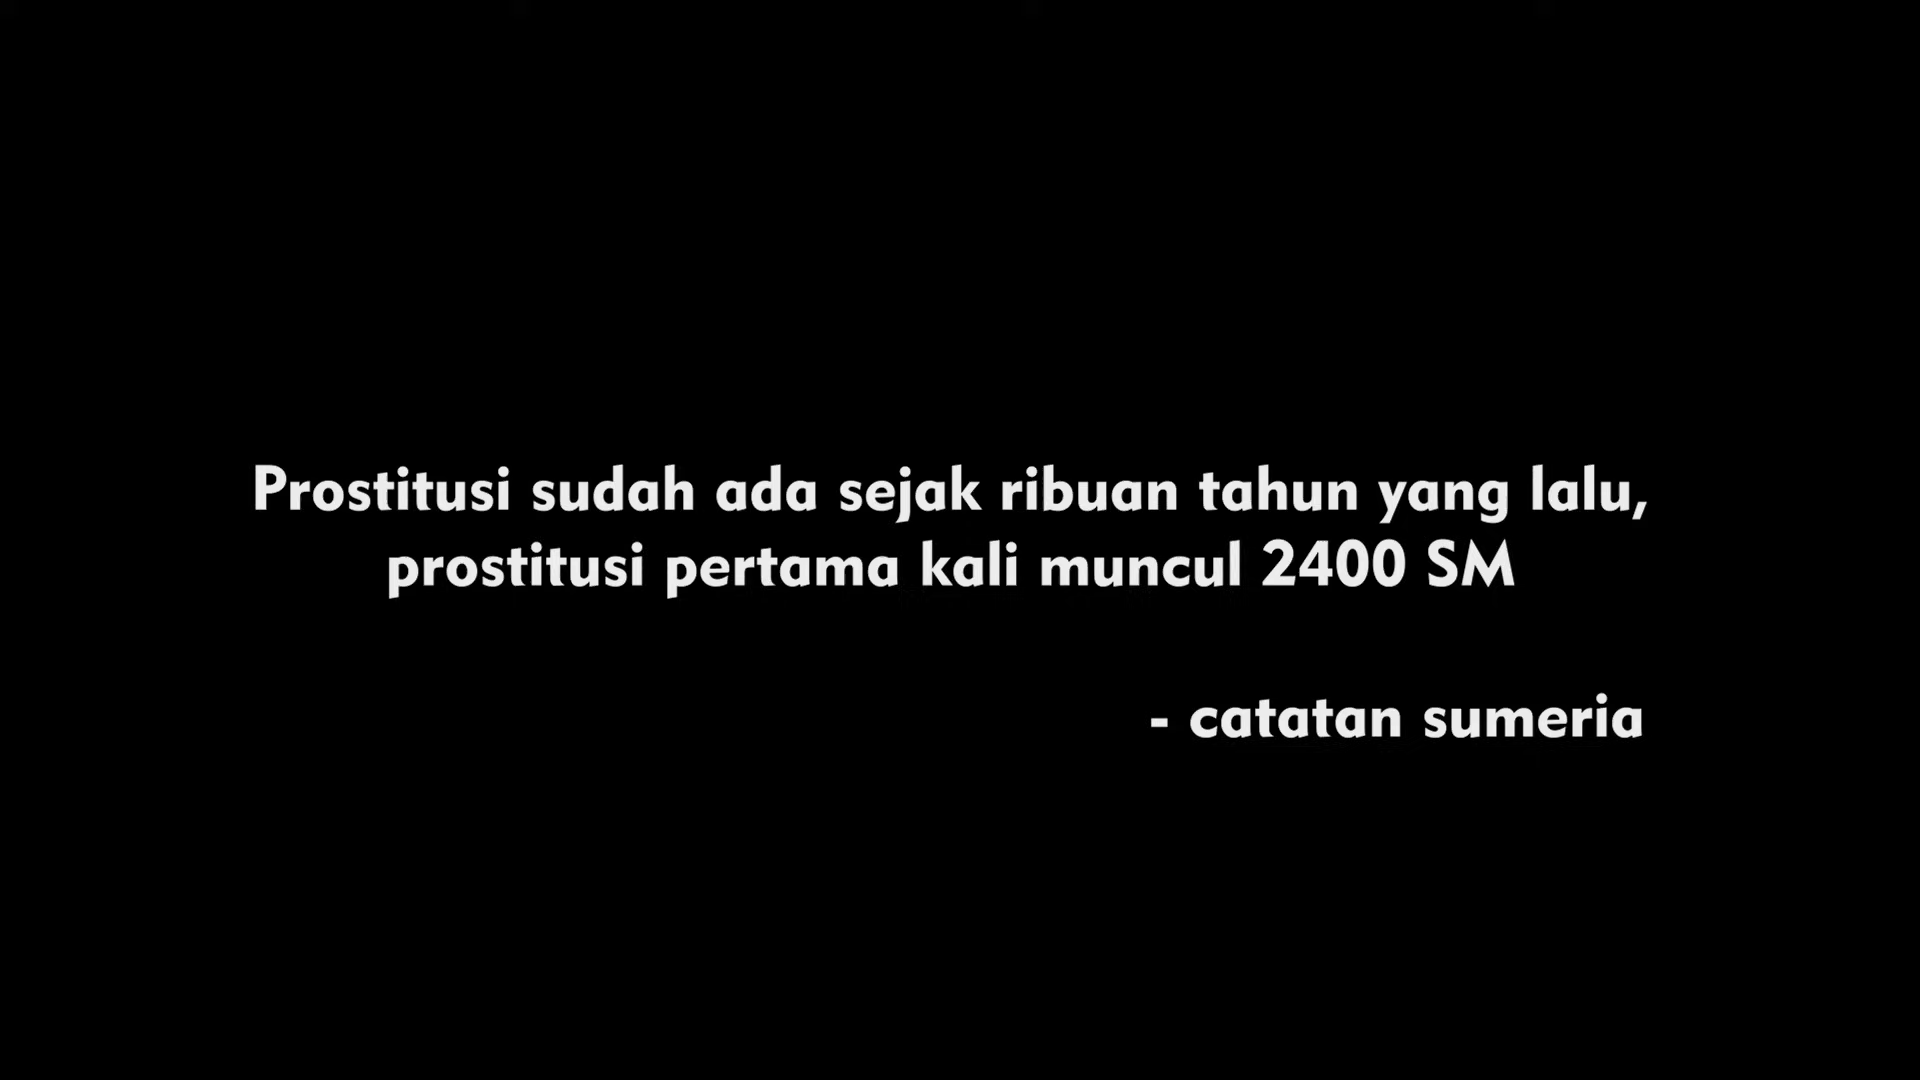 Prostitusi sudah ada sejak ribuan tahun yang lalu,
prostitusi pertama kali muncul 2400 SM
- catatan sumeria